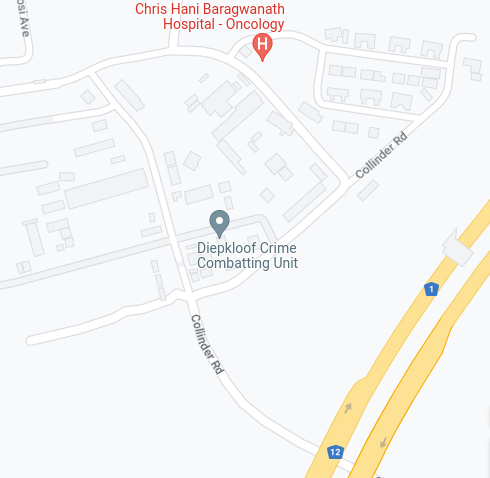 Chris Hani Baragwanath
Hospital - Oncology
H
Collinder Rd
Diepkloof Crime
Combatting Unit
1
Collinder Rd
12